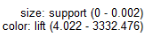 size: support (0 - 0.002)
color: lift (4.022 - 3332.476)